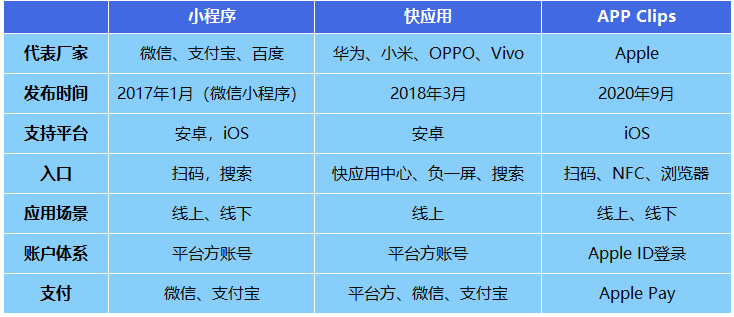 小程序 快应用 APP Clips
代表厂家 微信、支付宝、百度 华为、小米、OPPO、Vivo Apple
发布时间 2017年1月（微信小程序） 2018年3月 2020年9月
支持平台 安卓，iOS 安卓 iOS
入口 扫码，搜索 快应用中心、负一屏、搜索 扫码、NFC、浏览器
应用场景 线上、线下 线上 线上、线下
账户体系 平台方账号 平台方账号 Apple ID登录
支付 微信、支付宝 平台方、微信、支付宝 Apple Pay